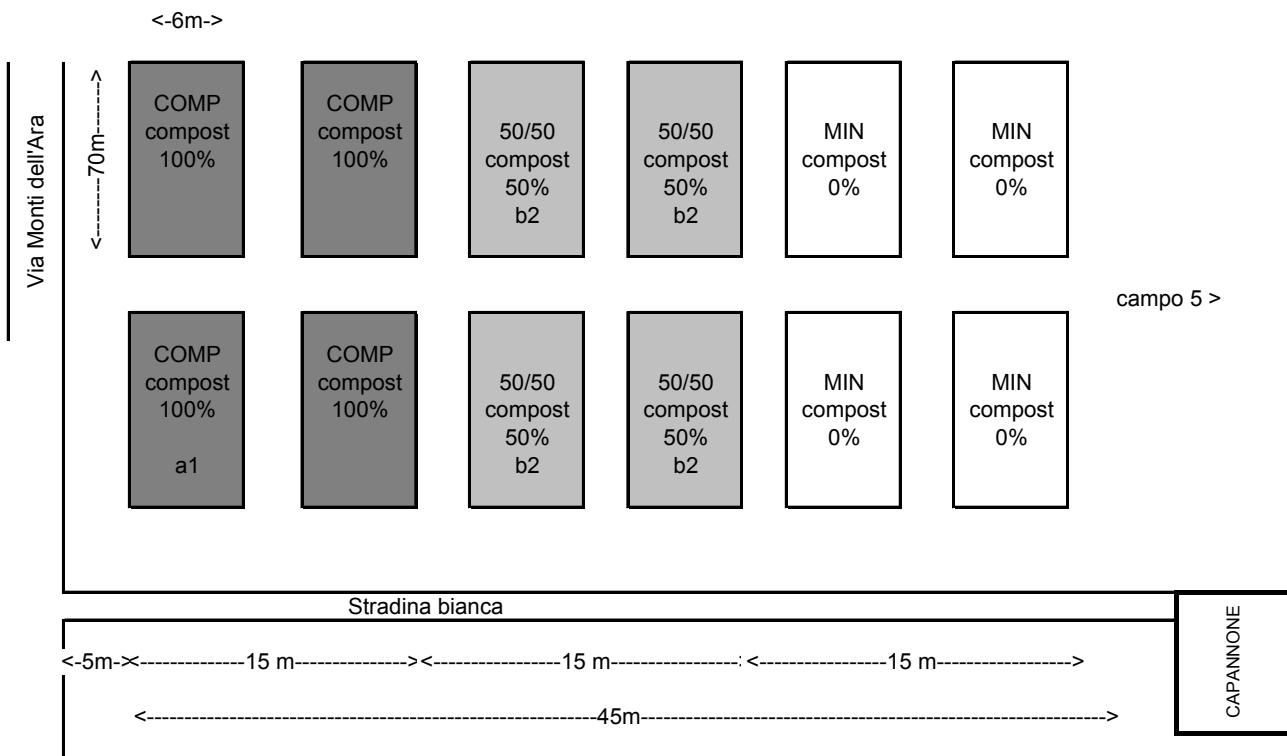 <-6m->
Via Monti dell'Ara
<-------70m------->
COMP
compost
100%
COMP
compost
100%
50/50
compost
50%
b2
50/50
compost
50%
b2
MIN
compost
0%
MIN
compost
0%
campo 5 >
COMP
compost
100%
a1
COMP
compost
100%
50/50
compost
50%
b2
50/50
compost
50%
b2
MIN
compost
0%
MIN
compost
0%
Stradina bianca
CAPANNONE
<-5m-><----------------15 m-----------------><-----------------15 m----------------: <-----------------15 m------------------->
<-----------------------------------------------------------45m------------------------------------------------------------>